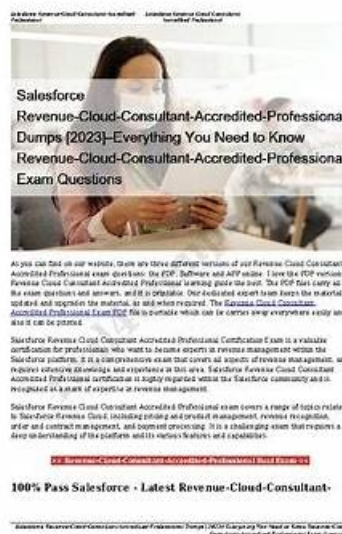 Salesforce
Revenue-Cloud-Consultant-Accredited-Professiona
Dumps [2023]–Everything You Need to Know
Revenue-Cloud-Consultant-Accredited-Professiona
Exam Questions
As you can find on our website, there are three different versions of our Revenue Cloud Consultant
Accredited Professional exam questions: the PDF, Software and APP online. I love the PDF version
Revenue Cloud Consultant Accredited Professional learning guide the best. The PDF files carry all
the exam questions and answers, and it is printable. Our dedicated expert team keeps the material
updated and upgrades the material, as and when required. The Revenue Cloud Consultant
Accredited Professional Exam PDF file is portable which can be carries away everywhere easily an
also it can be printed.
Salesforce Revenue Cloud Consultant Accredited Professional Certification Exam is a valuable
certification for professionals who want to become experts in revenue management within the
Salesforce platform. It is a comprehensive exam that covers all aspects of revenue management, an
requires extensive knowledge and experience in this area. Salesforce Revenue Cloud Consultant
Accredited Professional certification is highly regarded within the Salesforce community and is
recognized as a mark of expertise in revenue management.
Salesforce Revenue Cloud Consultant Accredited Professional exam covers a range of topics relate
to Salesforce Revenue Cloud, including pricing and product management, revenue recognition,
order and contract management, and payment processing. It is a challenging exam that requires a
deep understanding of the platform and its various features and capabilities.
>> Revenue-Cloud-Consultant-Accredited-Professional Real Exam <<
100% Pass Salesforce - Latest Revenue-Cloud-Consultant-